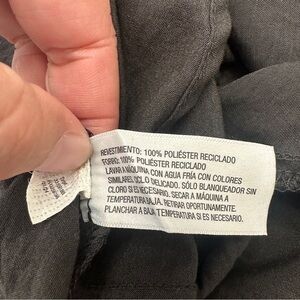 REVESTIMIENTO: 100% POLIÉSTER RECICLADO
FORRO: 100% POLIÉSTER RECICLADO
LAVAR A MÁQUINA CON AGUA FRÍA CON COLORES
SIMILARES, CICLO DELICADO. SÓLO BLANQUEADOR SIN
CLORO SI ES NECESARIO. SECAR A MÁQUINA A
TEMPERATURA BAJA. RETIRAR OPORTUNAMENTE.
PLANCHAR A BAJA TEMPERATURA SI ES NECESARIO.